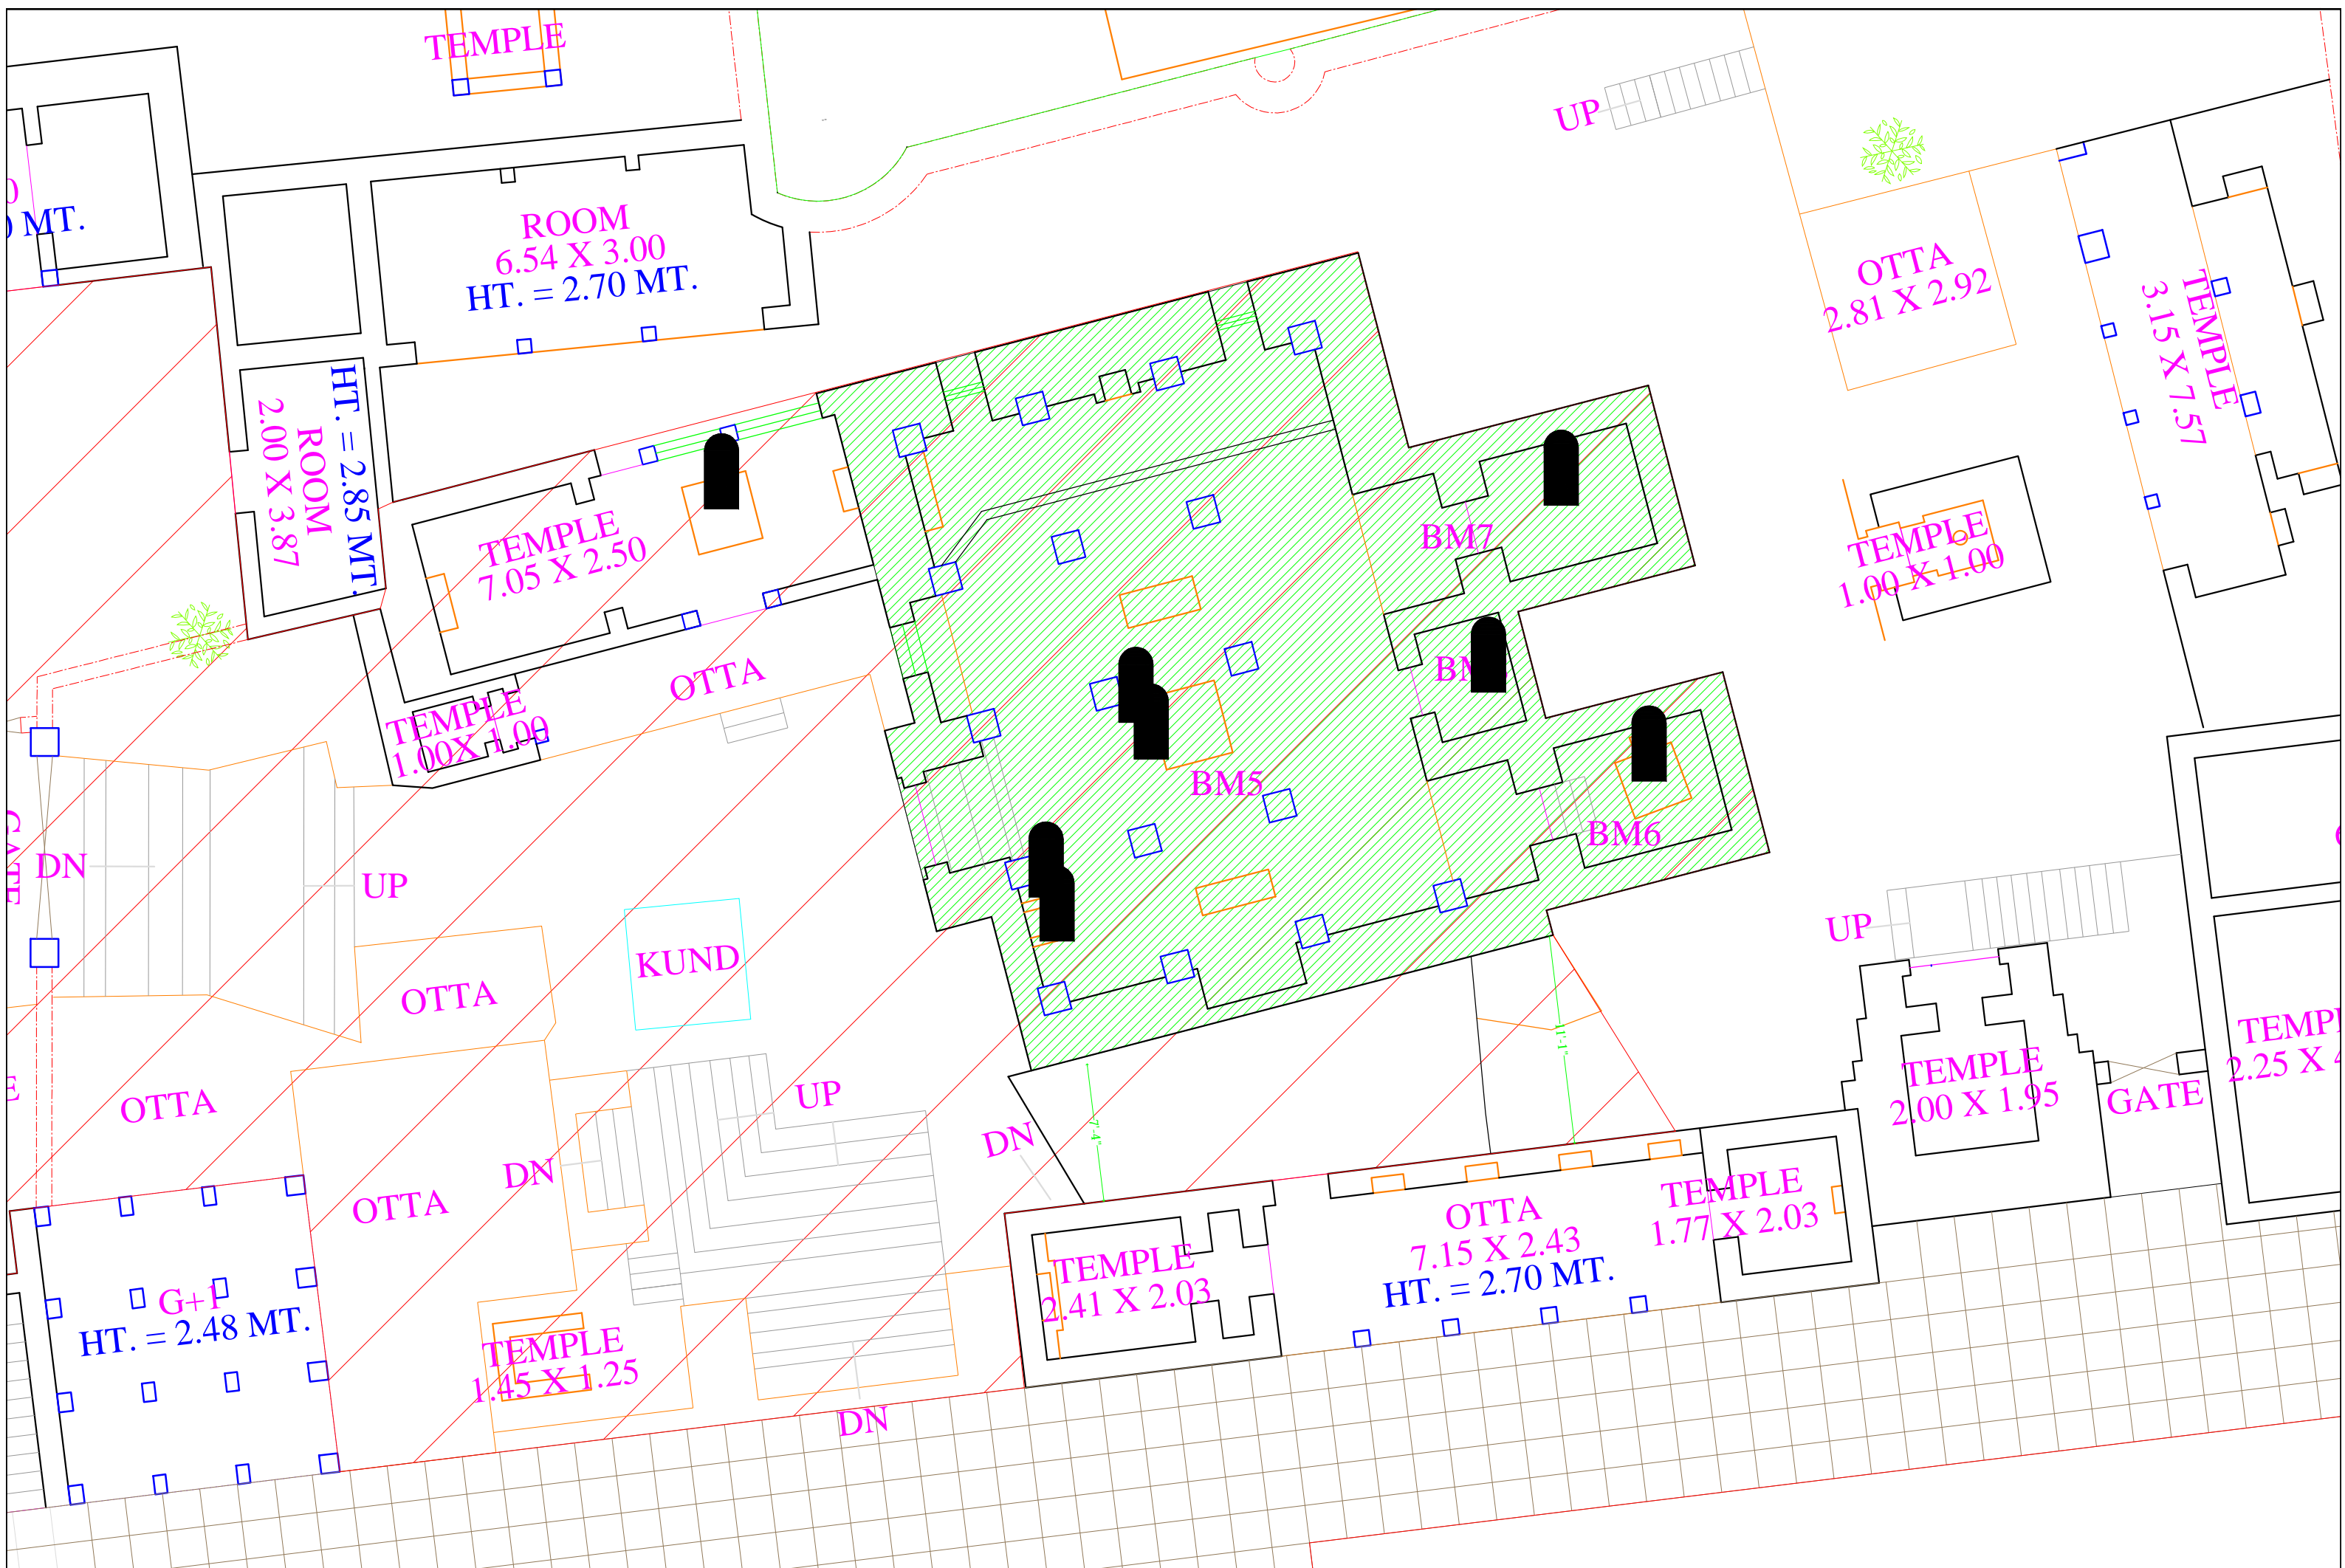 TEMPLE
UP
MT.
ROOM
6.54 X 3.00
HT. = 2.70 MT.
OTTA
2.81 X 2.92
TEMPLE
3.15 X 7.57
HT. = 2.85 MT.
ROOM
2.00 X 3.87
TEMPLE
7.05 X 2.50
BM7
TEMPLE
1.00 X 1.00
OTTA
TEMPLE
1.00X 1.00
BM5
BM6
DN
UP
KUND
OTTA
UP
11'-1"
TEMPLE
2.00 X 1.95
GATE
2.25 X
OTTA
UP
7'-4"
DN
DN
OTTA
OTTA
7.15 X 2.43
HT. = 2.70 MT.
TEMPLE
1.77 X 2.03
TEMPLE
2.41 X 2.03
G+1
HT. = 2.48 MT.
TEMPLE
1.45 X 1.25
DN